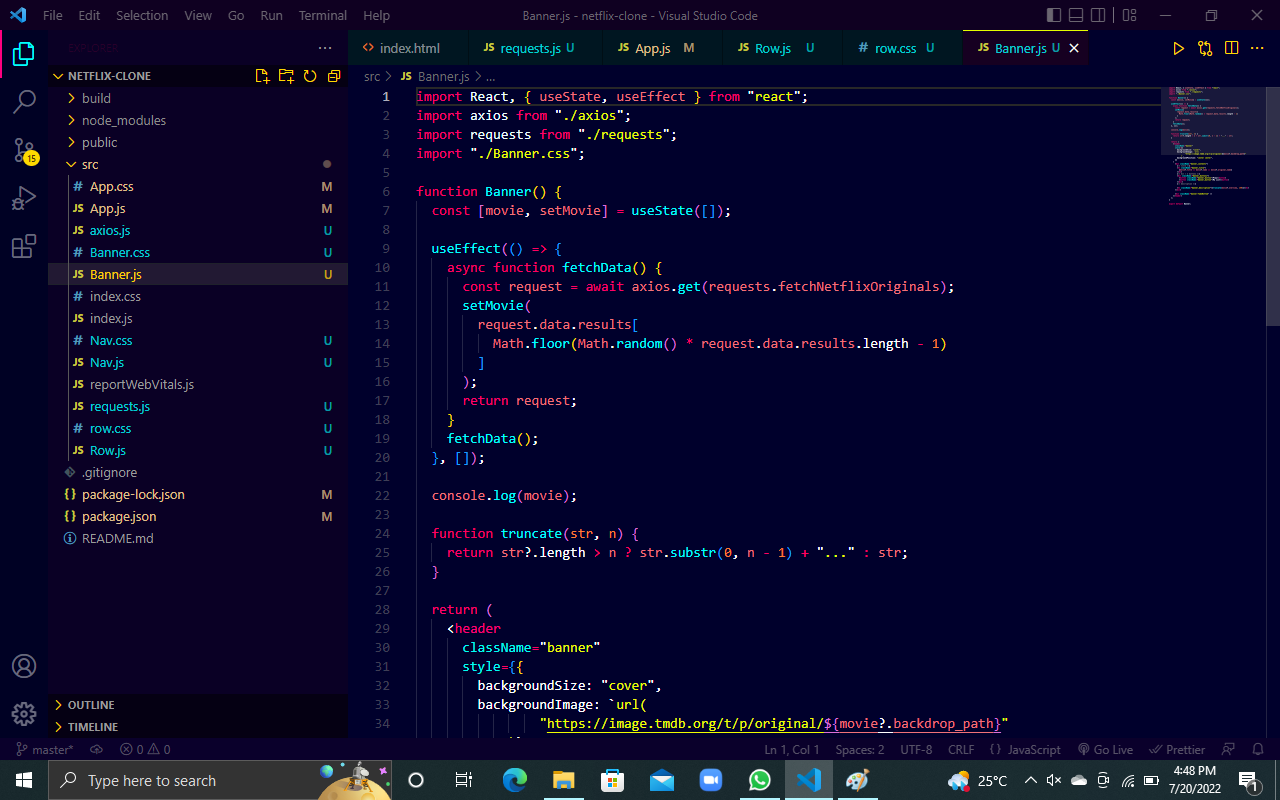 File Edit Selection View Go Run Terminal Help Banner.js - netflix-clone - Visual Studio Code
EXPLORER
index.html JS requests.js U JS App.js M JS Row.js U # row.css U JS Banner.js U
NETFLIX-CLONE
build
node_modules
public
src
# App.css M
JS App.js M
JS axios.js U
# Banner.css U
JS Banner.js U
# index.css
JS index.js
# Nav.css U
JS Nav.js U
JS reportWebVitals.js
JS requests.js U
# row.css U
JS Row.js U
.gitignore
{} package-lock.json M
{} package.json M
README.md
OUTLINE
TIMELINE
15
src > JS Banner.js > ...
1 import React, { useState, useEffect } from "react";
2 import axios from "./axios";
3 import requests from "./requests";
4 import "./Banner.css";
5
6 function Banner() {
7 const [movie, setMovie] = useState([]);
8
9 useEffect(() => {
10 async function fetchData() {
11 const request = await axios.get(requests.fetchNetflixOriginals);
12 setMovie(
13 request.data.results[
14 Math.floor(Math.random() * request.data.results.length - 1)
15 ]
16 );
17 return request;
18 }
19 fetchData();
20 }, []);
21
22 console.log(movie);
23
24 function truncate(str, n) {
25 return str?.length > n ? str.substr(0, n - 1) + "..." : str;
26 }
27
28 return (
29 <header
30 className="banner"
31 style={{
32 backgroundSize: "cover",
33 backgroundImage: `url(
34 "https://image.tmdb.org/t/p/original/${movie?.backdrop_path}"
master* 0 0 Ln 1, Col 1 Spaces: 2 UTF-8 CRLF {} JavaScript Go Live Prettier
Type here to search 25°C 4:48 PM
7/20/2022 1